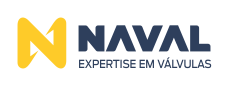 NAVAL
EXPERTISE EM VÁLVULAS